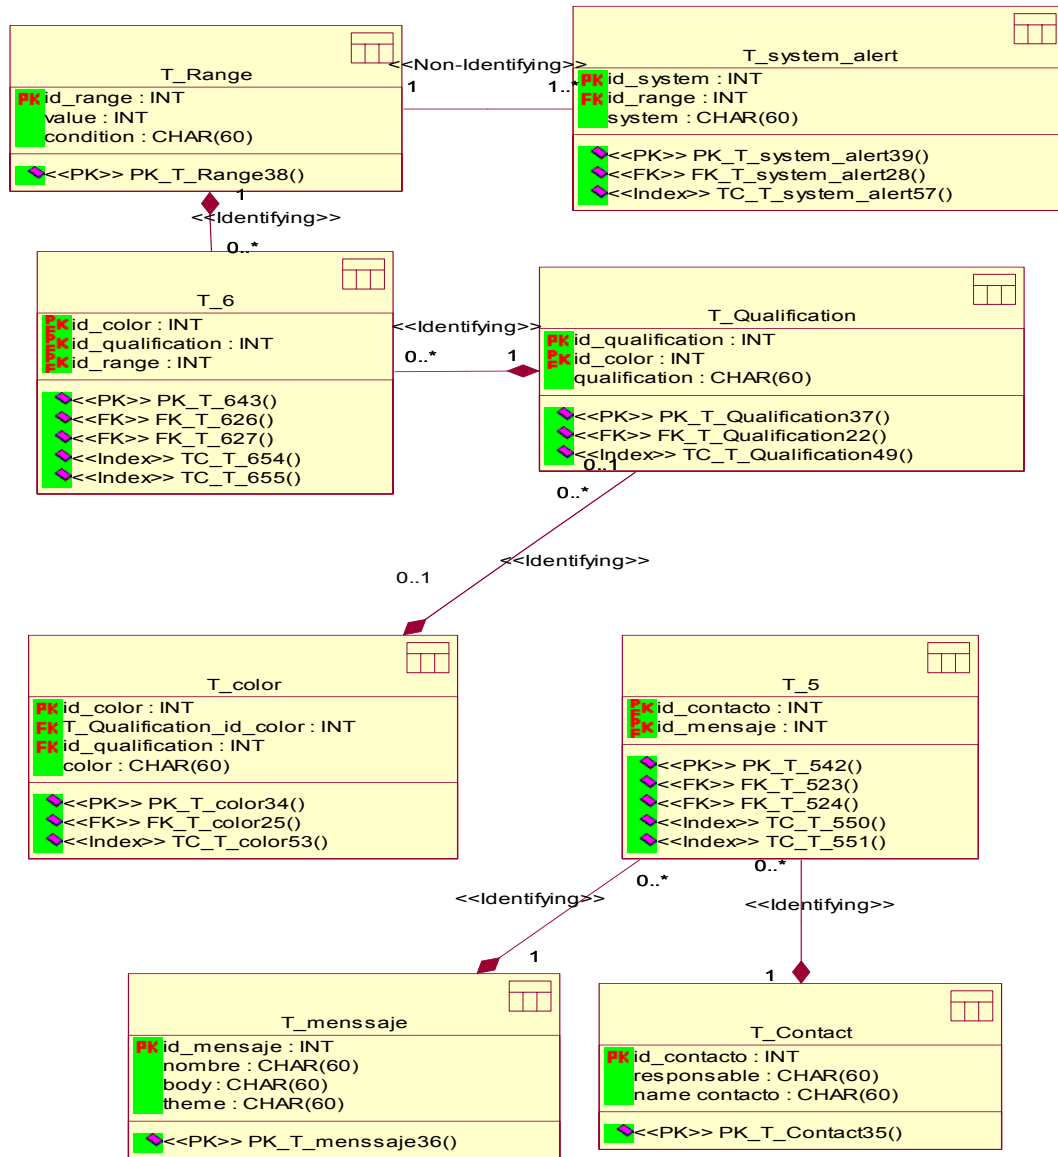 T_Range
PK id_range : INT
value : INT
condition : CHAR(60)
<<PK>> PK_T_Range38()
<<Non-Identifying>>
1
1..*
T_system_alert
PK id_system : INT
FK id_range : INT
system : CHAR(60)
<<PK>> PK_T_system_alert39()
<<FK>> FK_T_system_alert28()
<<Index>> TC_T_system_alert57()
1
<<Identifying>>
0..*
T_6
PFK id_color : INT
PFK id_qualification : INT
PFK id_range : INT
<<PK>> PK_T_643()
<<FK>> FK_T_626()
<<FK>> FK_T_627()
<<Index>> TC_T_654()
<<Index>> TC_T_655()
<<Identifying>>
0..*
1
T_Qualification
PK id_qualification : INT
PFK id_color : INT
qualification : CHAR(60)
<<PK>> PK_T_Qualification37()
<<FK>> FK_T_Qualification22()
<<Index>> TC_T_Qualification49()
0..1
0..*
<<Identifying>>
0..1
T_color
PK id_color : INT
FK T_Qualification_id_color : INT
FK id_qualification : INT
color : CHAR(60)
<<PK>> PK_T_color34()
<<FK>> FK_T_color25()
<<Index>> TC_T_color53()
T_5
PFK id_contacto : INT
PFK id_mensaje : INT
<<PK>> PK_T_542()
<<FK>> FK_T_523()
<<FK>> FK_T_524()
<<Index>> TC_T_550()
<<Index>> TC_T_551()
0..*
0..*
<<Identifying>>
<<Identifying>>
1
1
T_menssaje
PK id_mensaje : INT
nombre : CHAR(60)
body : CHAR(60)
theme : CHAR(60)
<<PK>> PK_T_menssaje36()
T_Contact
PK id_contacto : INT
responsable : CHAR(60)
name contacto : CHAR(60)
<<PK>> PK_T_Contact35()